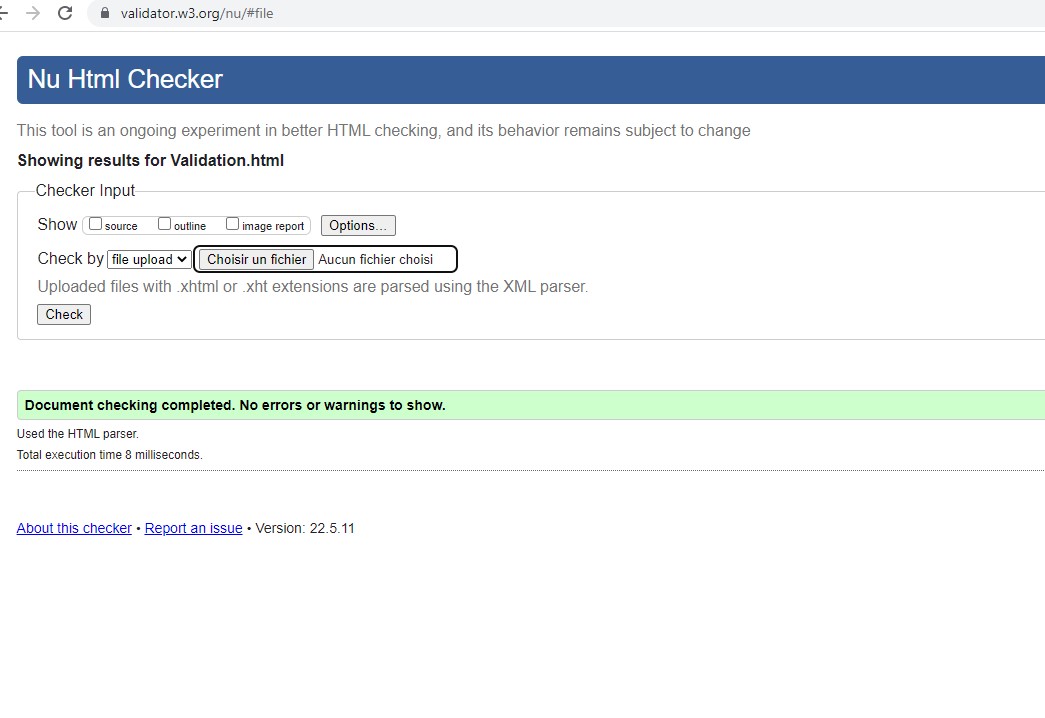 validator.w3.org/nu/#file
Nu Html Checker
This tool is an ongoing experiment in better HTML checking, and its behavior remains subject to change
Showing results for Validation.html
Checker Input
Show source outline image report Options...
Check by file upload Choisir un fichier Aucun fichier choisi
Uploaded files with .xhtml or .xht extensions are parsed using the XML parser.
Check
Document checking completed. No errors or warnings to show.
Used the HTML parser.
Total execution time 8 milliseconds.
About this checker • Report an issue • Version: 22.5.11